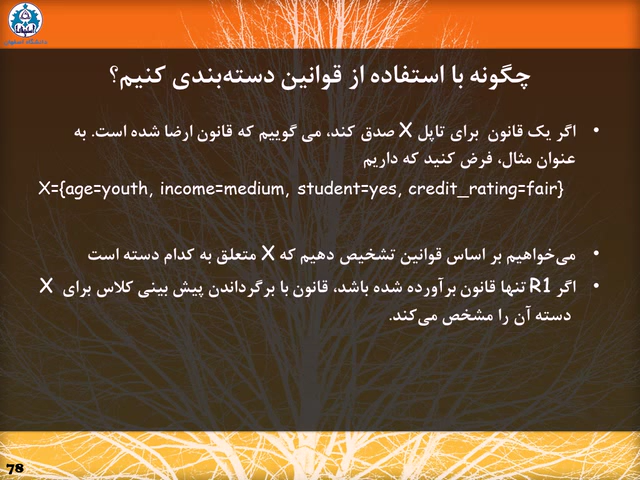 دانشگاه اصفهان
چگونه با استفاده از قوانین دسته‌بندی کنیم؟
• اگر یک قانون برای تاپل X صدق کند، می گوییم که قانون ارضا شده است. به
عنوان مثال، فرض کنید که داریم
X={age=youth, income=medium, student=yes, credit_rating=fair}
• می‌خواهیم بر اساس قوانین تشخیص دهیم که X متعلق به کدام دسته است
• اگر R1 تنها قانون برآورده شده باشد، قانون با برگرداندن پیش بینی کلاس برای X
دسته آن را مشخص می‌کند.
78